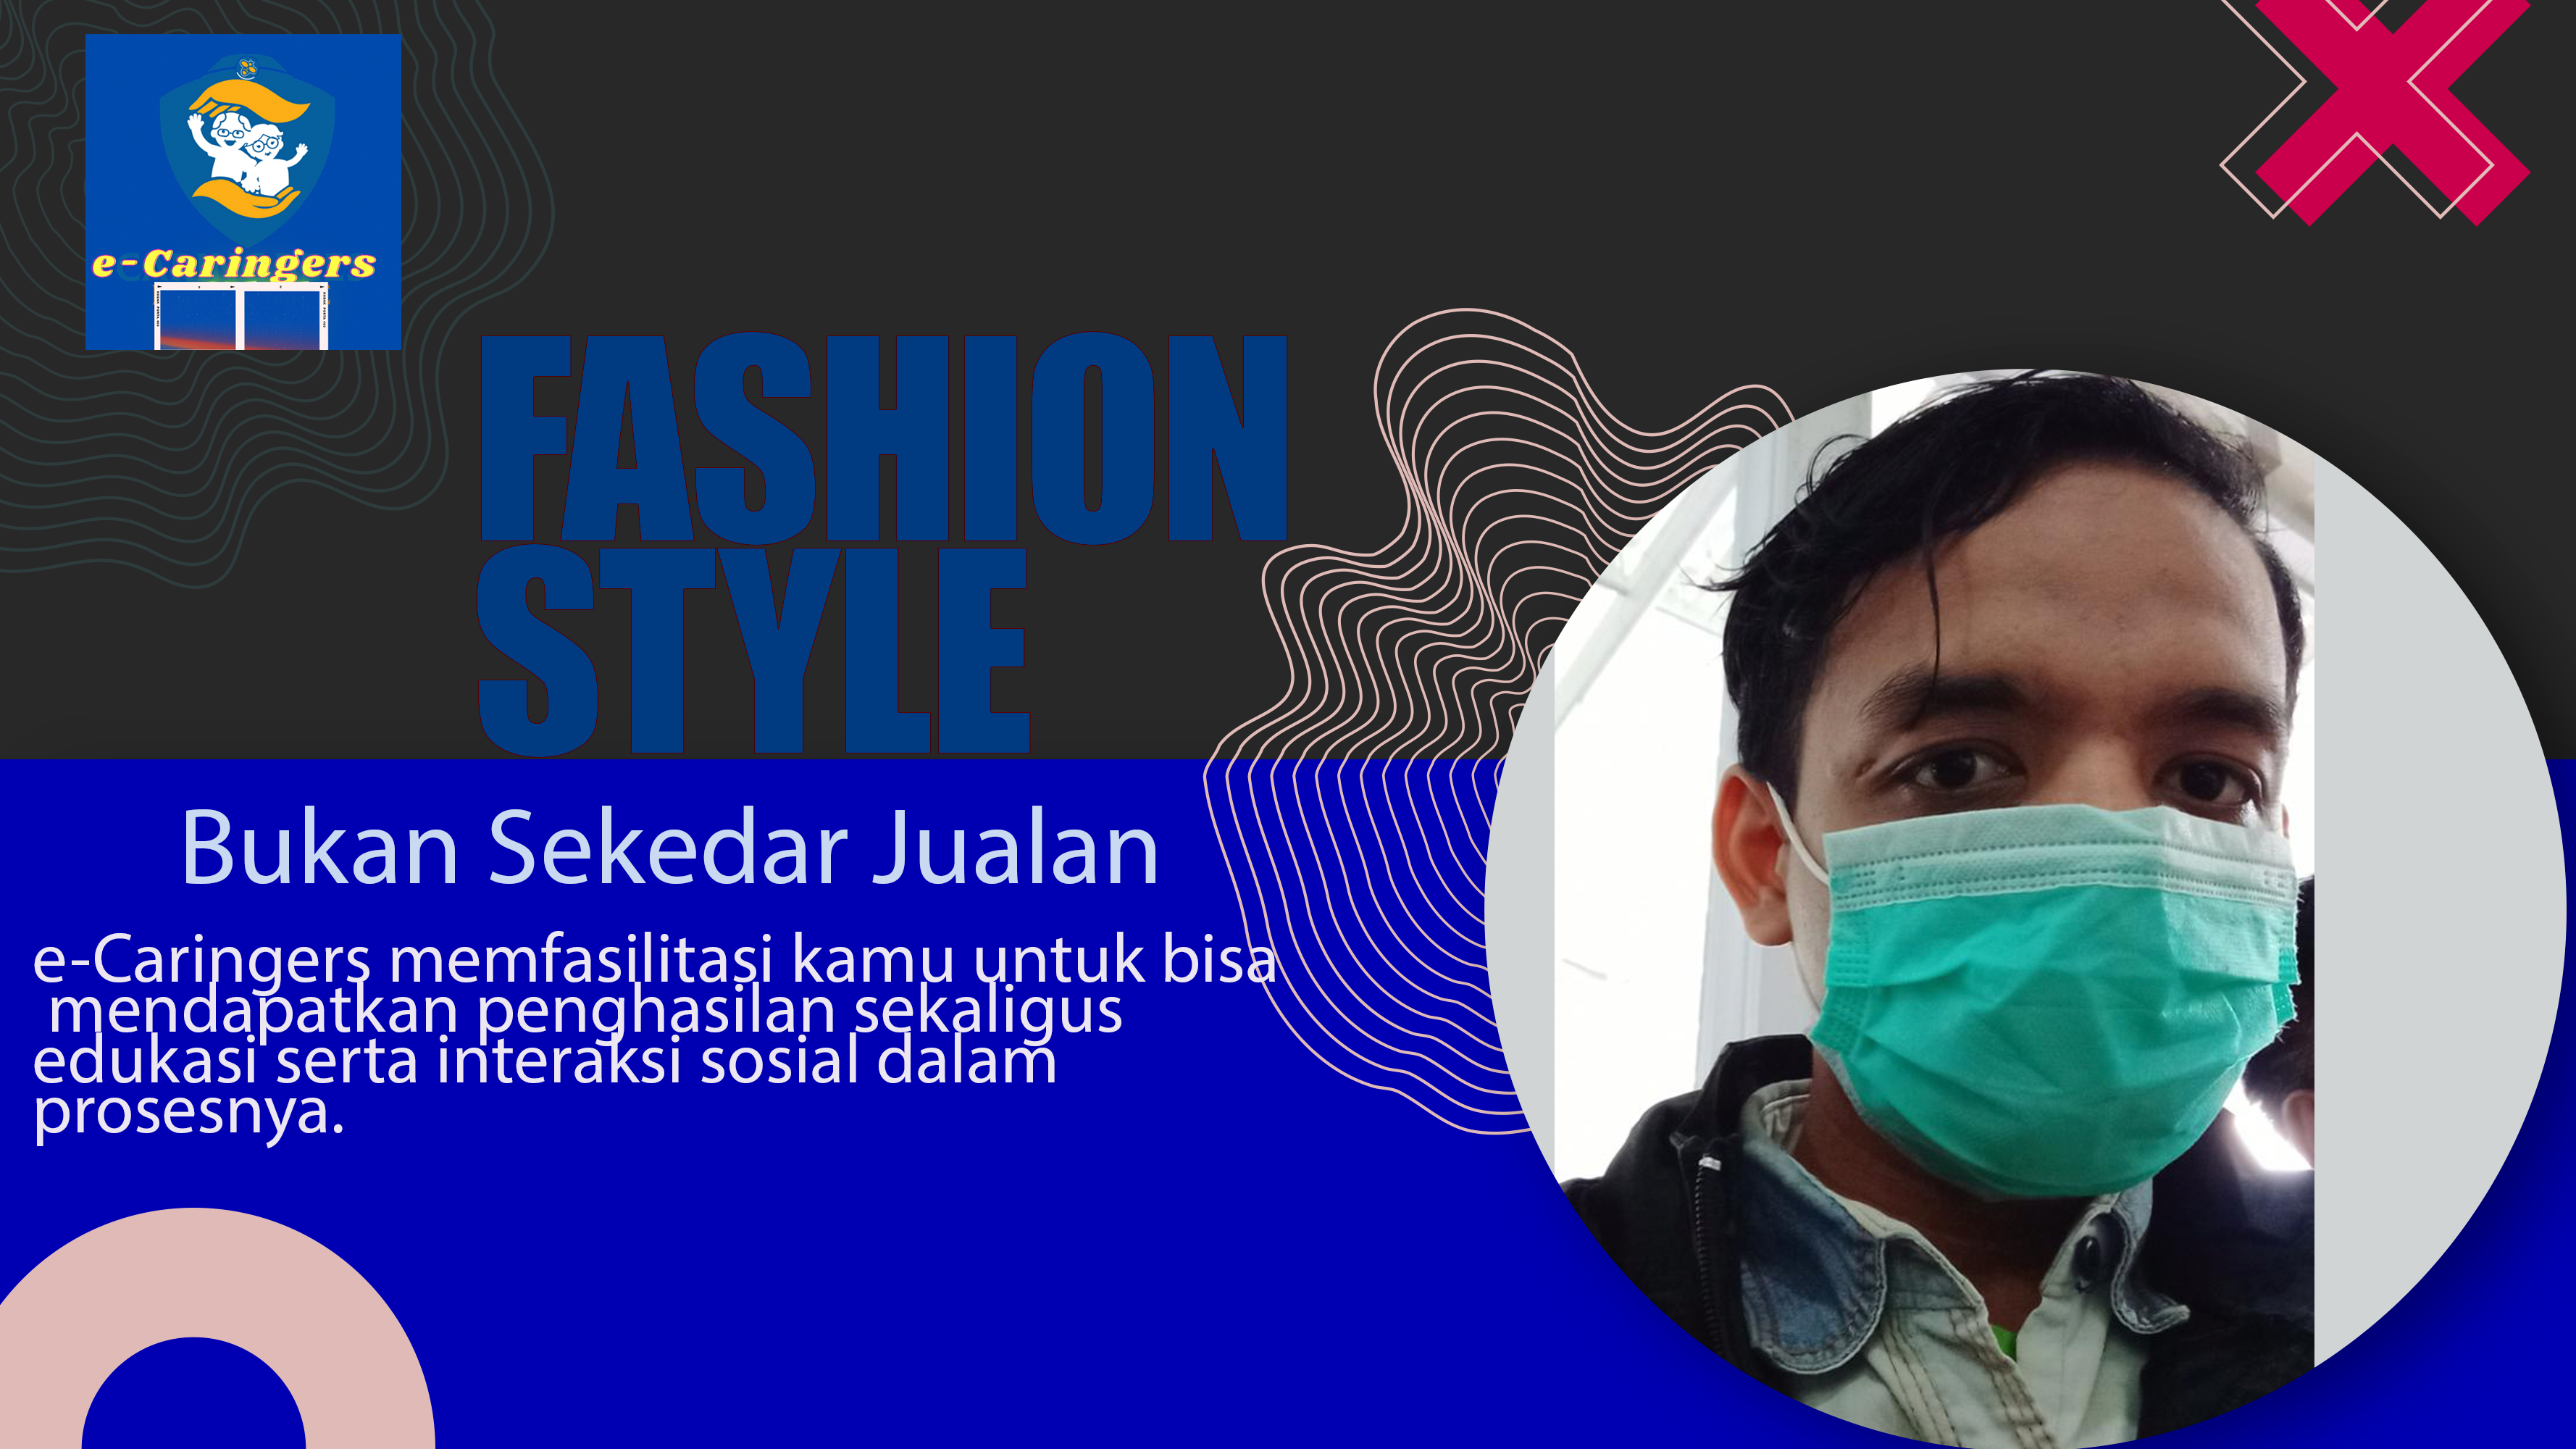 e-Caringers
FASHION
STYLE
Bukan Sekedar Jualan
e-Caringers memfasilitasi kamu untuk bisa
mendapatkan penghasilan sekaligus
edukasi serta interaksi sosial dalam
prosesnya.